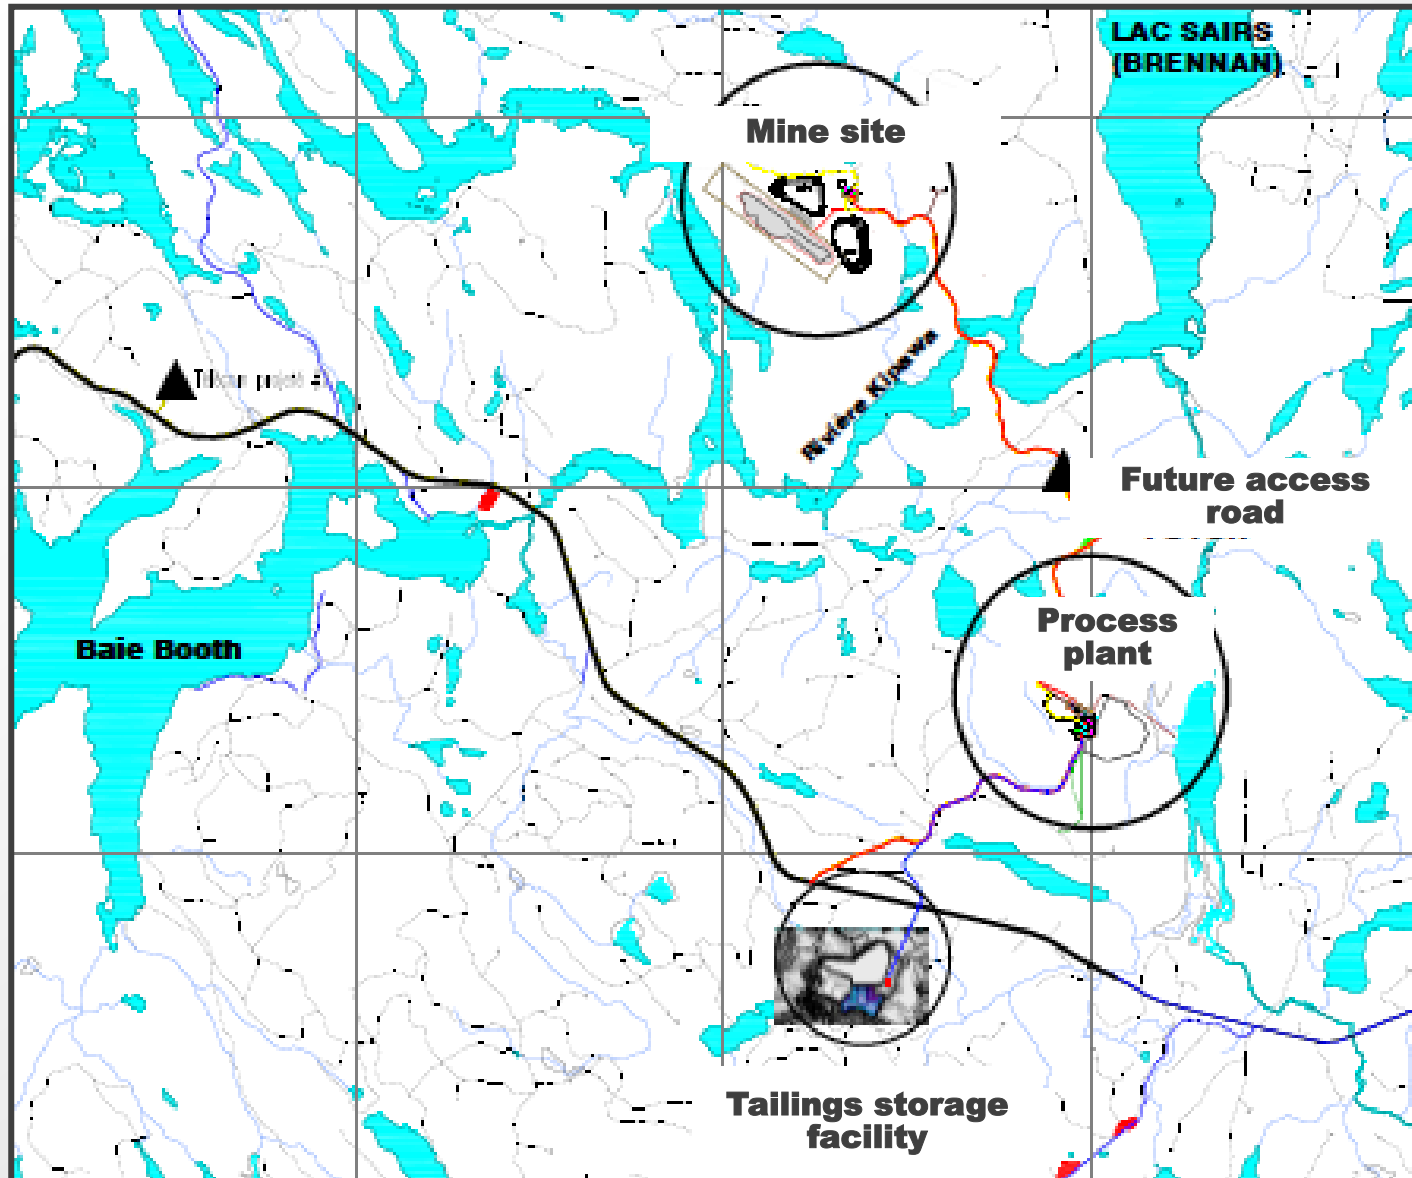 LAC SAIRS
(BRENNAN)
Mine site
Rivière Kipawa
Future access
road
Process
plant
Baie Booth
Tailings storage
facility